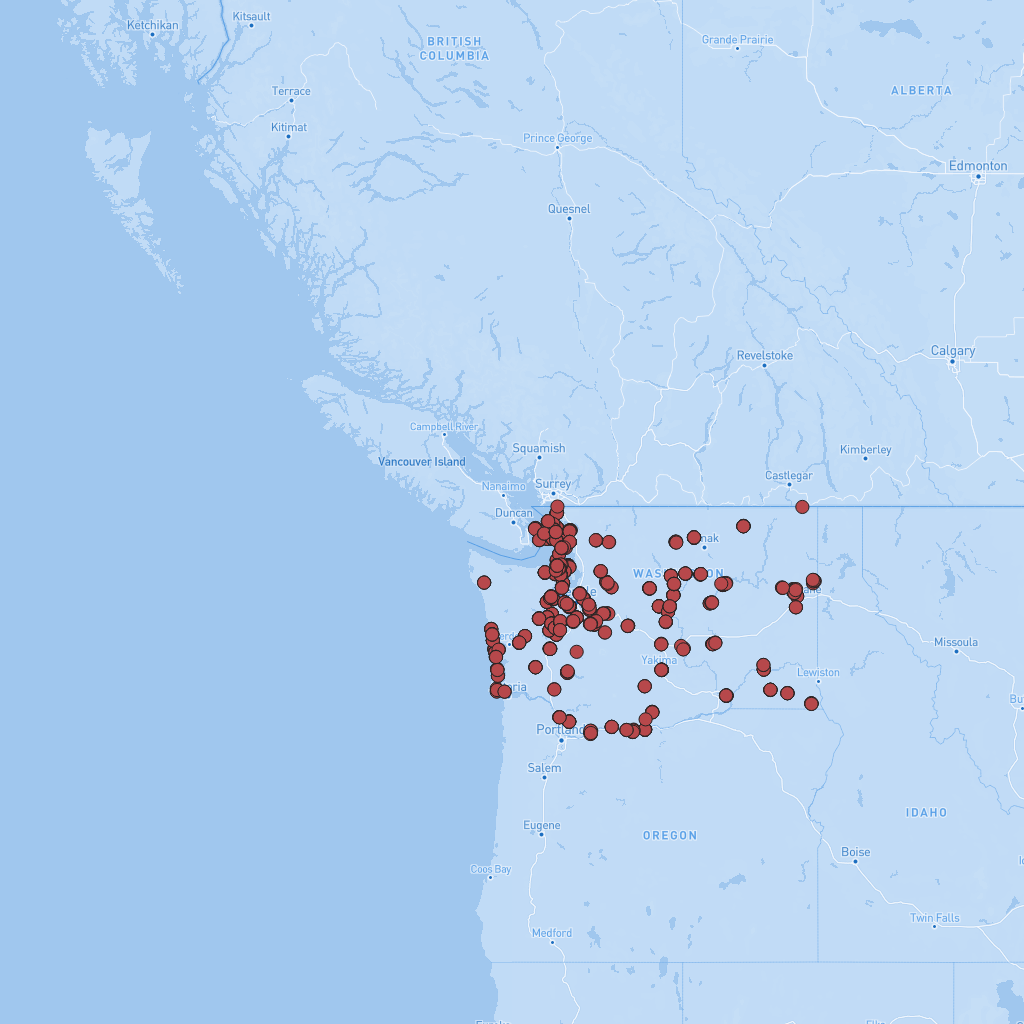 Kitsault
Ketchikan
BRITISH
COLUMBIA
Grande Prairie
ALBERTA
Terrace
Kitimat
Prince George
Edmonton
Quesnel
Calgary
Revelstoke
Campbell River
Squamish
Kimberley
Vancouver Island
Castlegar
Nanaimo
Surrey
Duncan
Missoula
Yakima
Lewiston
Portland
Salem
IDAHO
Eugene
OREGON
Boise
Coos Bay
Twin Falls
Medford